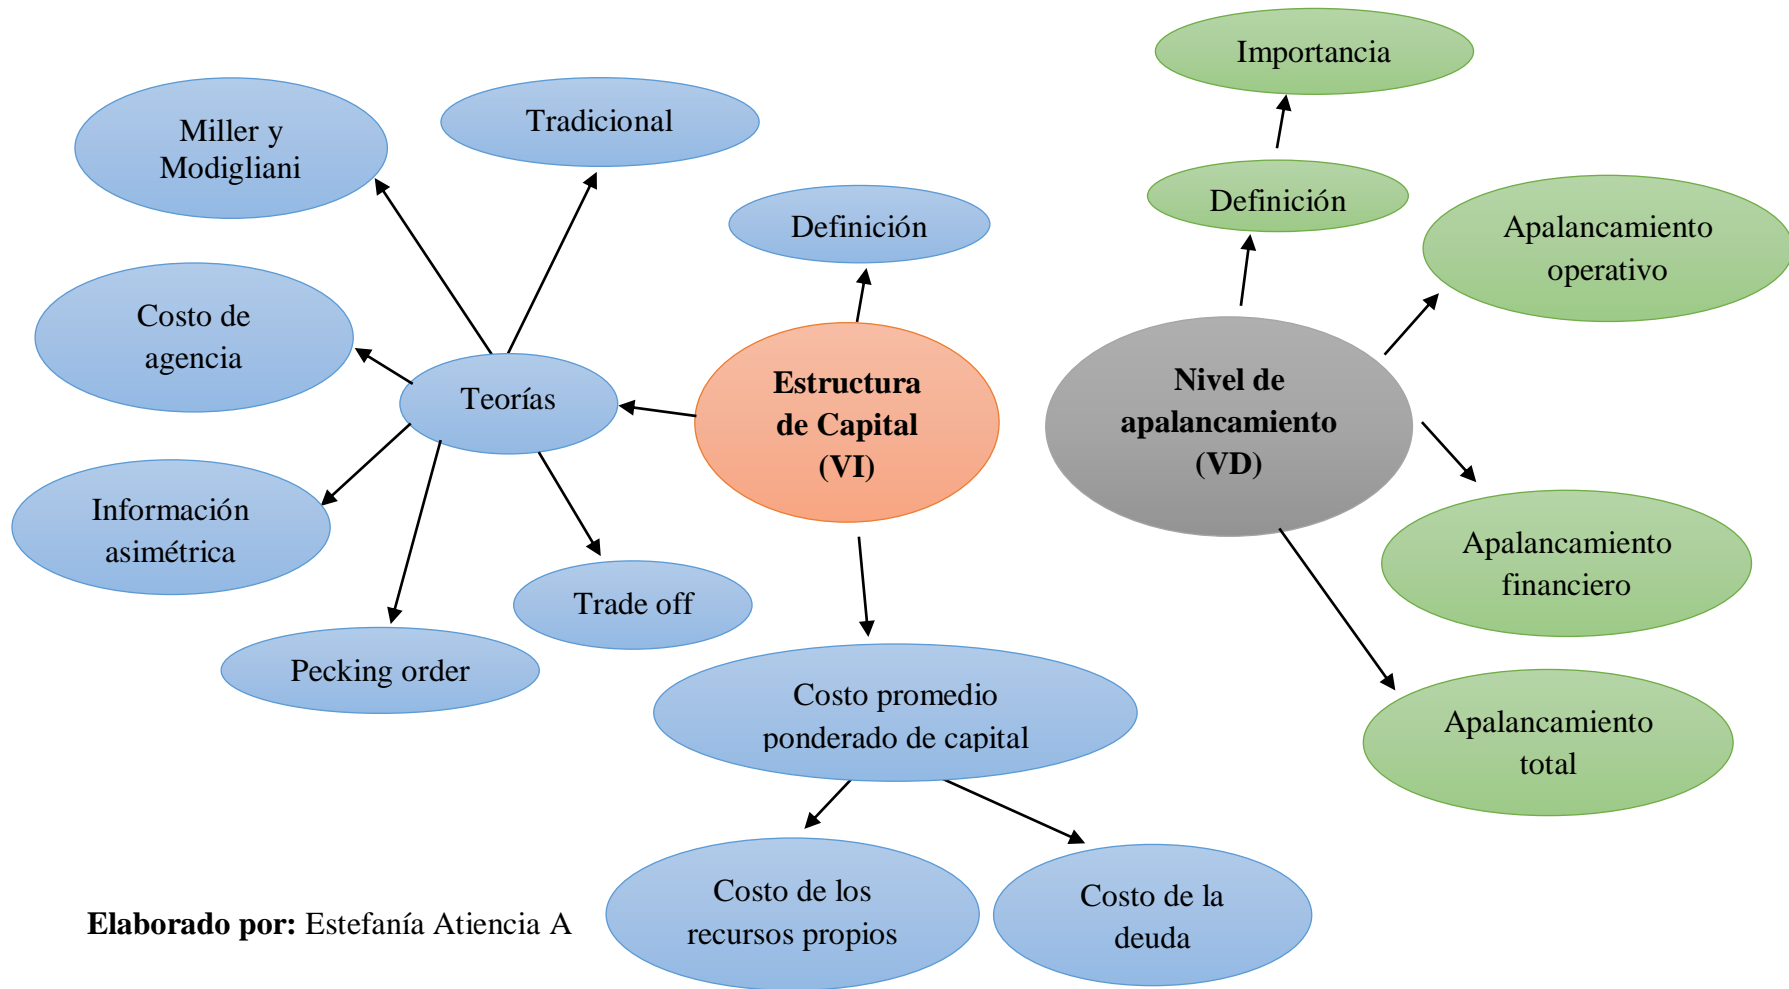 Importancia
Miller y
Modigliani
Tradicional
Definición
Definición
Apalancamiento
operativo
Costo de
agencia
Teorías
Estructura
de Capital
(VI)
Nivel de
apalancamiento
(VD)
Información
asimétrica
Trade off
Apalancamiento
financiero
Pecking order
Costo promedio
ponderado de capital
Apalancamiento
total
Costo de los
recursos propios
Costo de la
deuda
Elaborado por: Estefanía Atiencia A